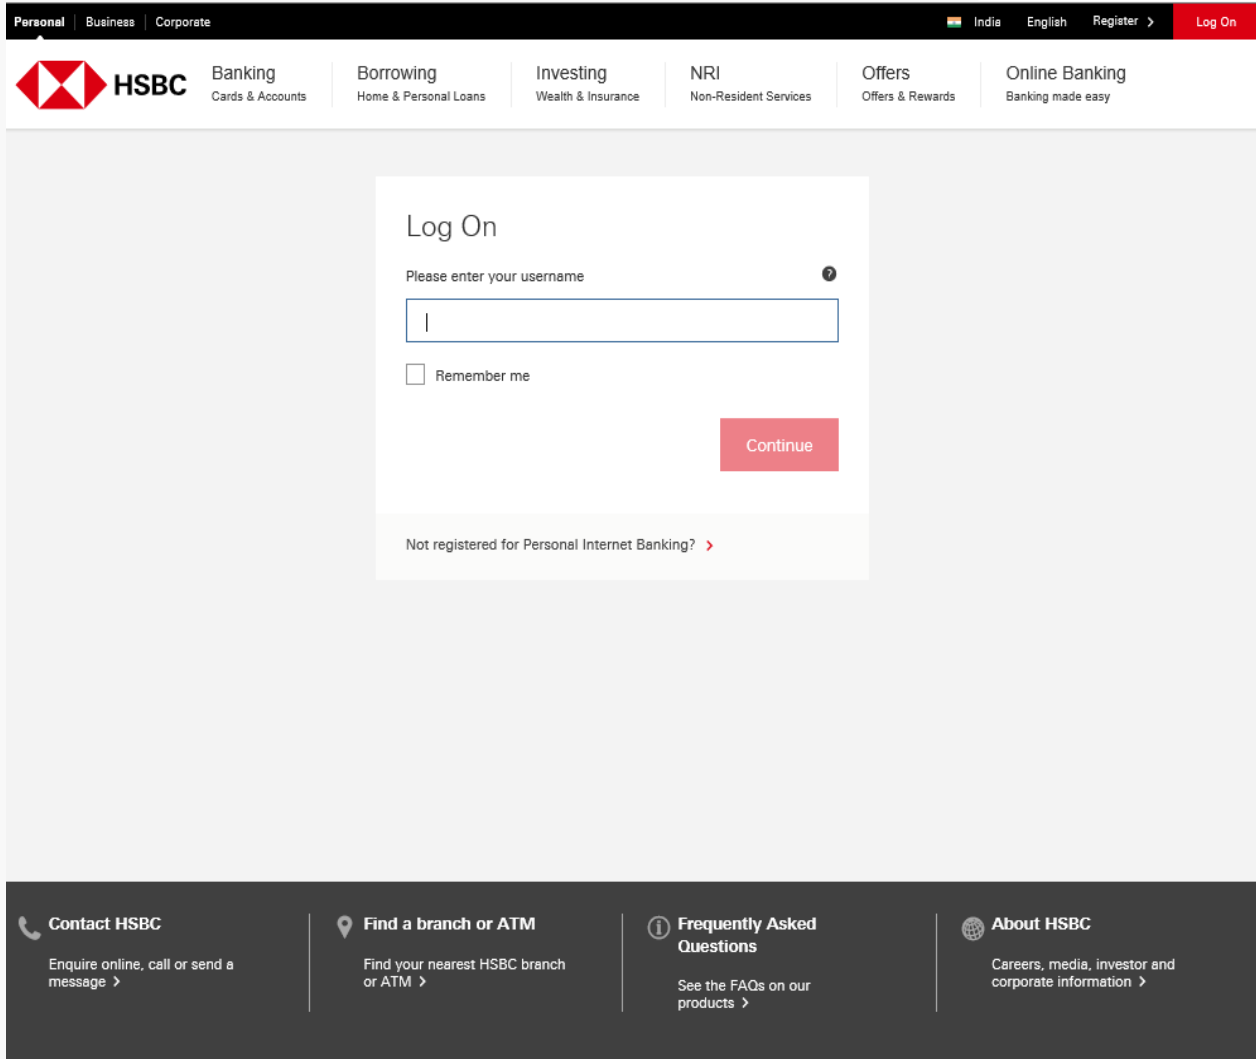 Personal Business Corporate India English Register Log On
HSBC
Banking Borrowing Investing NRI Offers Online Banking
Cards & Accounts Home & Personal Loans Wealth & Insurance Non-Resident Services Offers & Rewards Banking made easy
Log On
Please enter your username
Remember me
Continue
Not registered for Personal Internet Banking?
Contact HSBC
Enquire online, call or send a
message
Find a branch or ATM
Find your nearest HSBC branch
or ATM
Frequently Asked
Questions
See the FAQs on our
products
About HSBC
Careers, media, investor and
corporate information